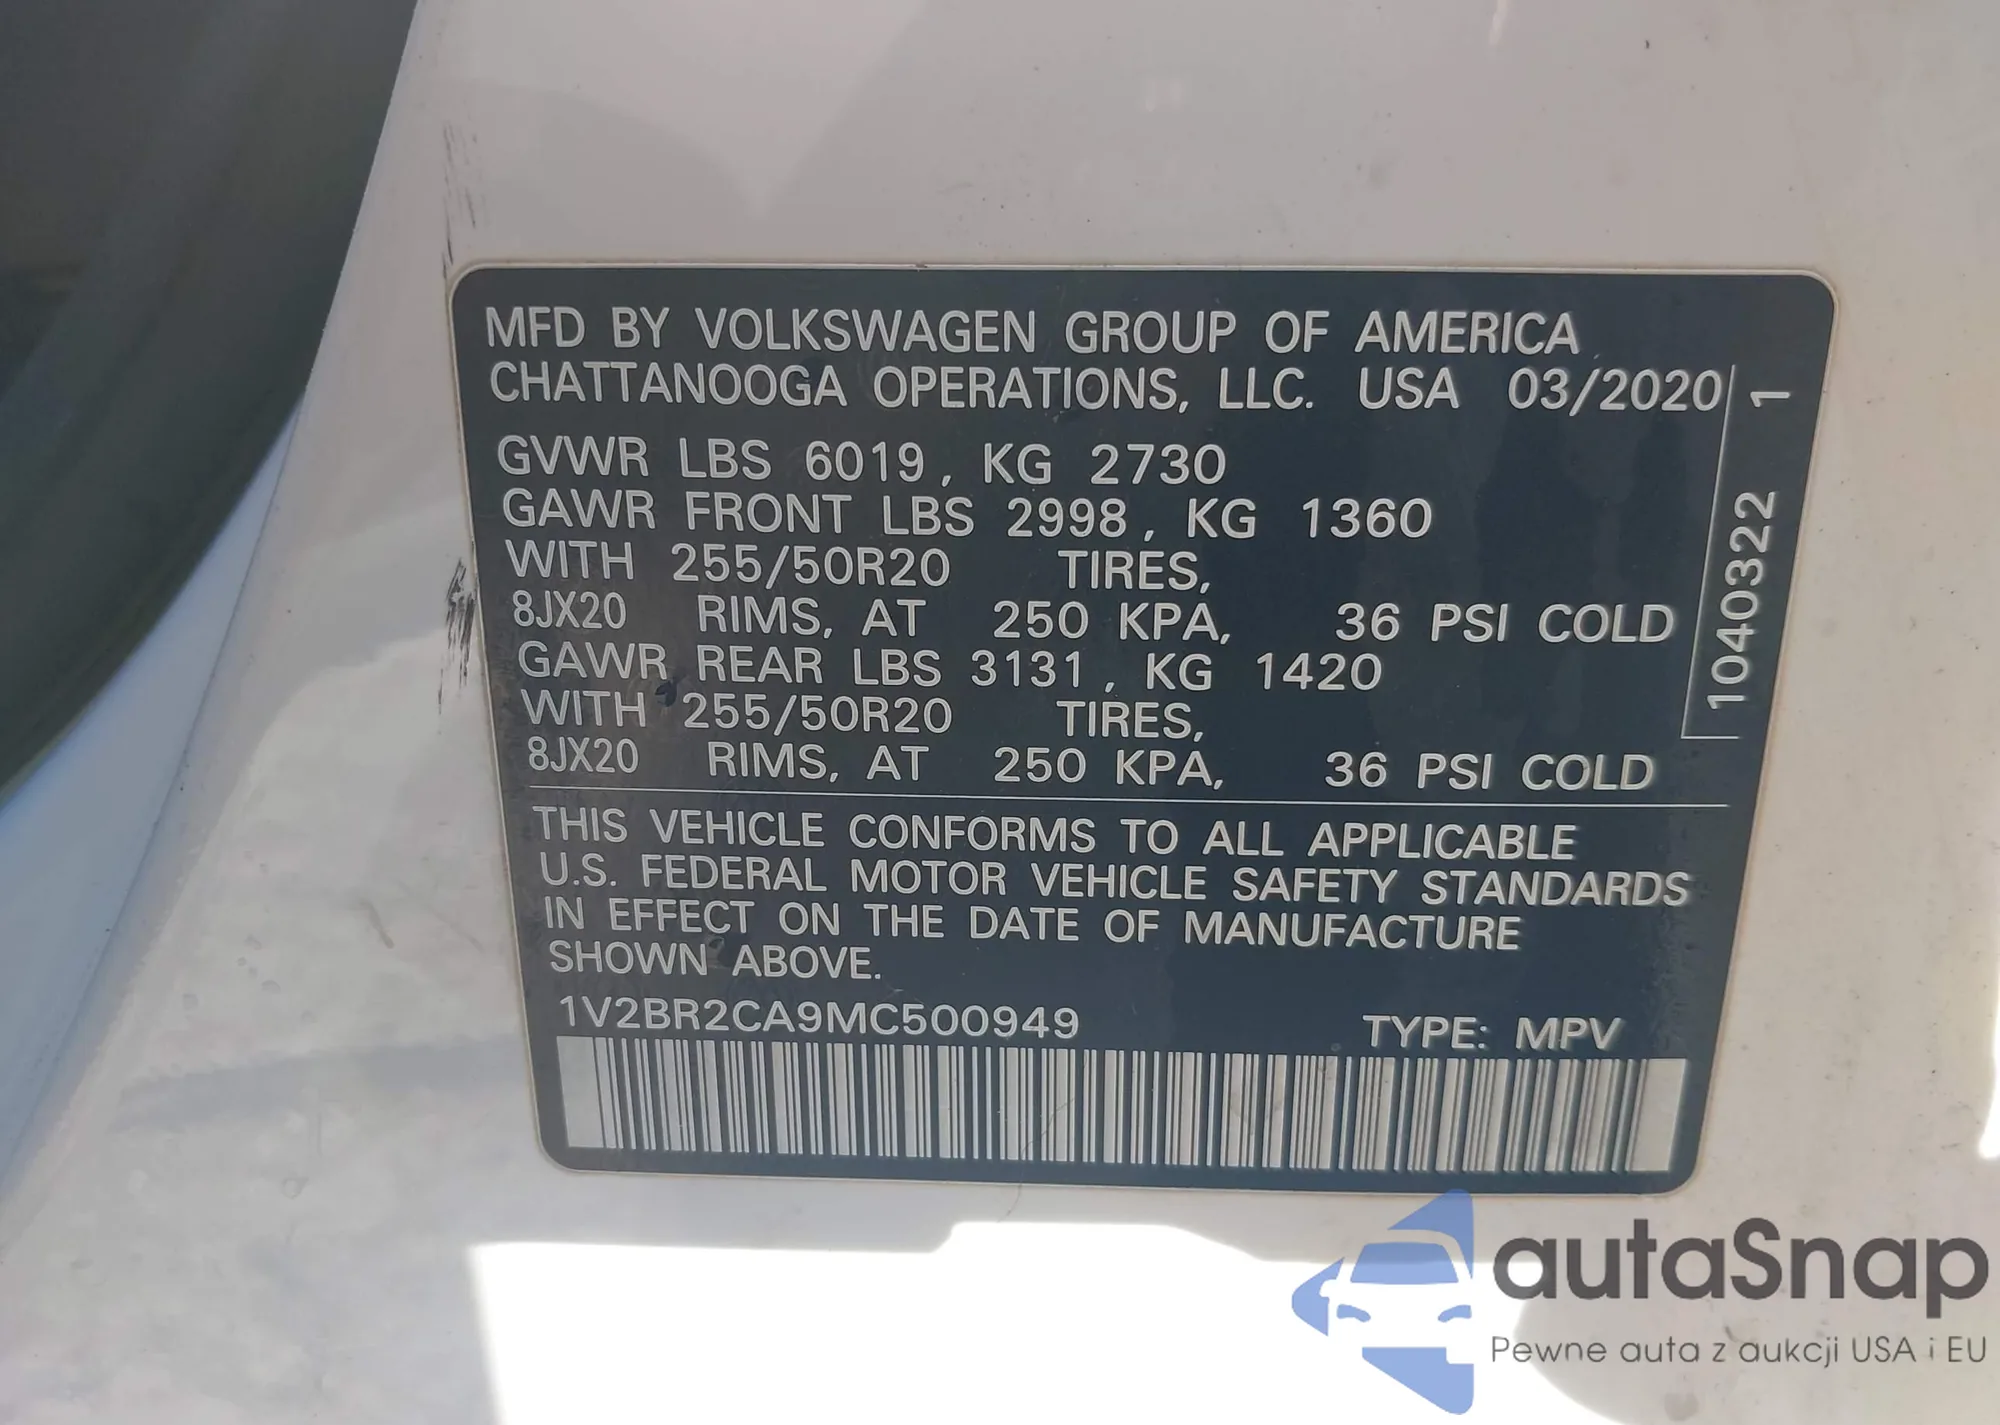 MFD BY VOLKSWAGEN GROUP OF AMERICA
CHATTANOOGA OPERATIONS, LLC. USA 03/2020
GVWR LBS 6019, KG 2730
GAWR FRONT LBS 2998, KG 1360
WITH 255/50R20 TIRES,
8JX20 RIMS, AT 250 KPA, 36 PSI COLD
GAWR REAR LBS 3131, KG 1420
WITH 255/50R20 TIRES,
8JX20 RIMS, AT 250 KPA, 36 PSI COLD
1040322 1
THIS VEHICLE CONFORMS TO ALL APPLICABLE
U.S. FEDERAL MOTOR VEHICLE SAFETY STANDARDS
IN EFFECT ON THE DATE OF MANUFACTURE
SHOWN ABOVE.
1V2BR2CA9MC500949 TYPE: MPV
autaSnap
Pewne auta z aukcji USA i EU